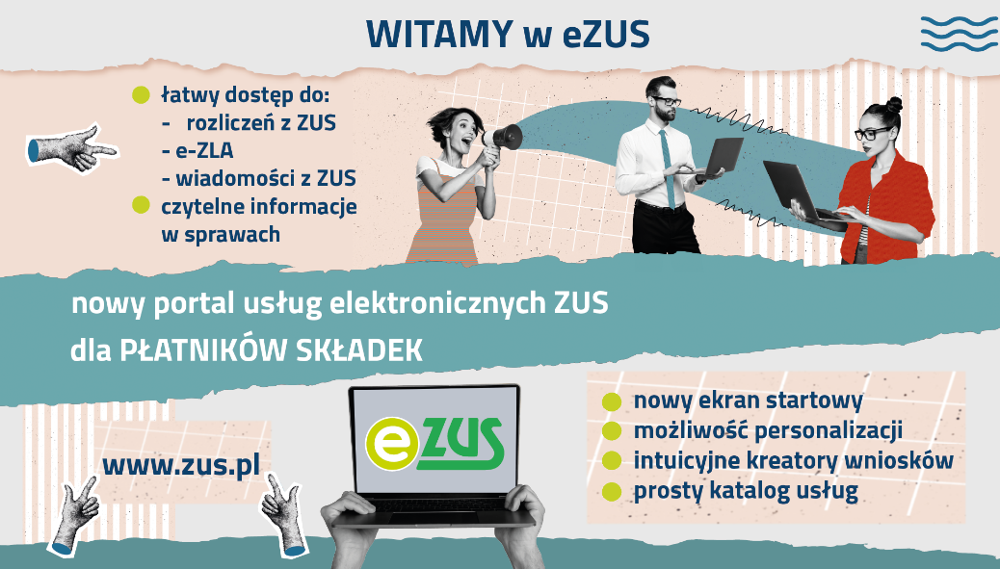 WITAMY w eZUS
łatwy dostęp do:
- rozliczeń z ZUS
- e-ZLA
- wiadomości z ZUS
czytelne informacje
w sprawach
nowy portal usług elektronicznych ZUS
dla PŁATNIKÓW SKŁADEK
www.zus.pl
eZUS
nowy ekran startowy
możliwość personalizacji
intuicyjne kreatory wniosków
prosty katalog usług